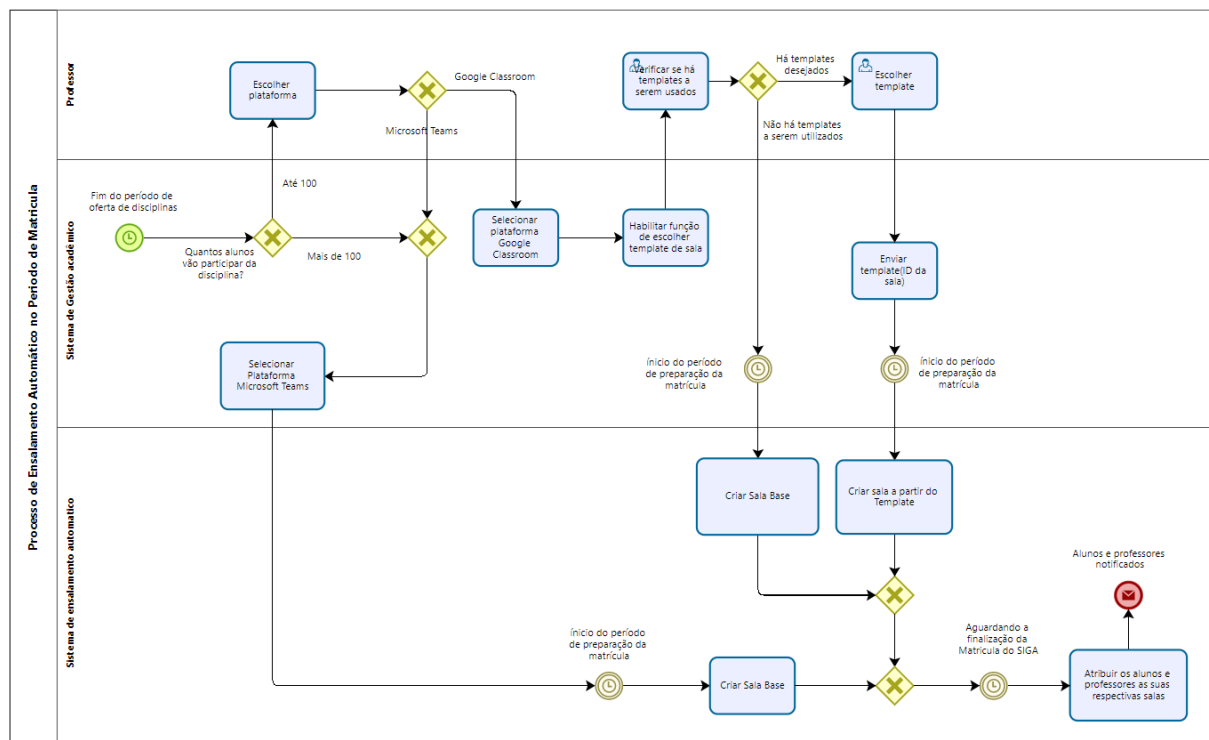 Processo de Ensalamento Automático no Periodo de Matricula
Professor
Escolher
plataforma
Google Classroom
Microsoft Teams
Verificar se há
templates a
serem usados
Há templates
desejados
Não há templates
a serem utilizados
Escolher
template
Sistema de Gestão acadêmico
Fim do período de
oferta de disciplinas
Até 100
Quantos alunos
vão participar da
disciplina?
Mais de 100
Selecionar
plataforma
Google
Classroom
Habilitar função
de escolher
template de sala
Enviar
template(ID da
sala)
Selecionar
Plataforma
Microsoft Teams
ínicio do período
de preparação da
matrícula
ínicio do período
de preparação da
matrícula
Sistema de ensalamento automatico
Criar Sala Base
Criar sala a partir do
Template
Alunos e professores
notificados
ínicio do período
de preparação da
matrícula
Criar Sala Base
Aguardando a
finalização da
Matricula do SIGA
Atribuir os alunos e
professores as suas
respectivas salas